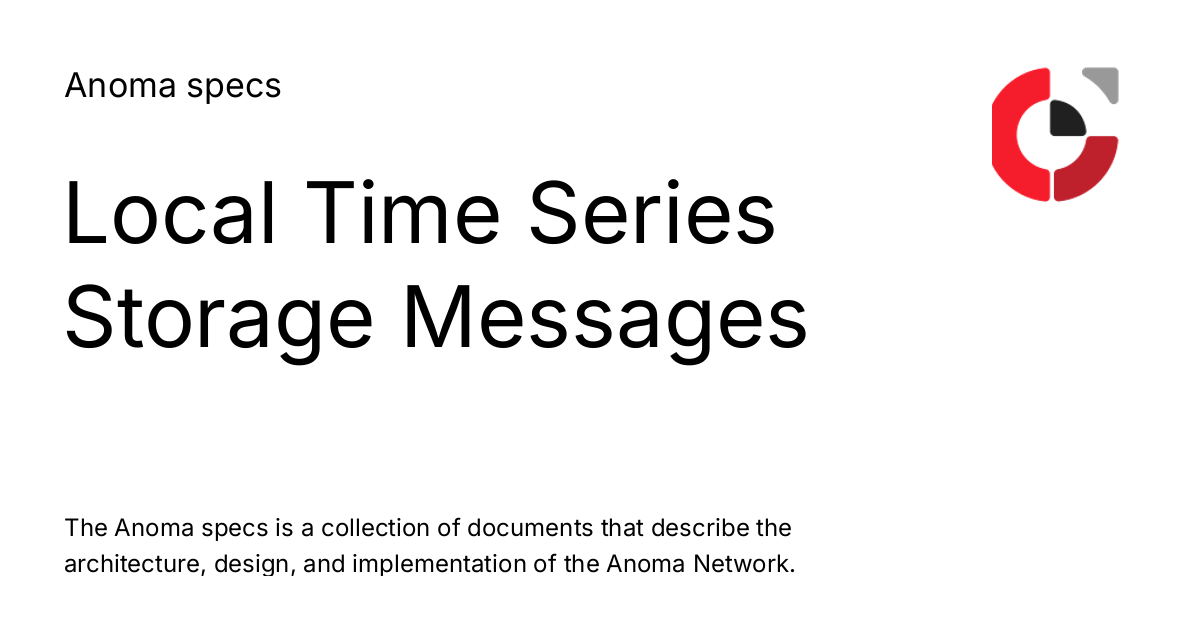 Anoma specs
Local Time Series
Storage Messages
The Anoma specs is a collection of documents that describe the
architecture, design, and implementation of the Anoma Network.